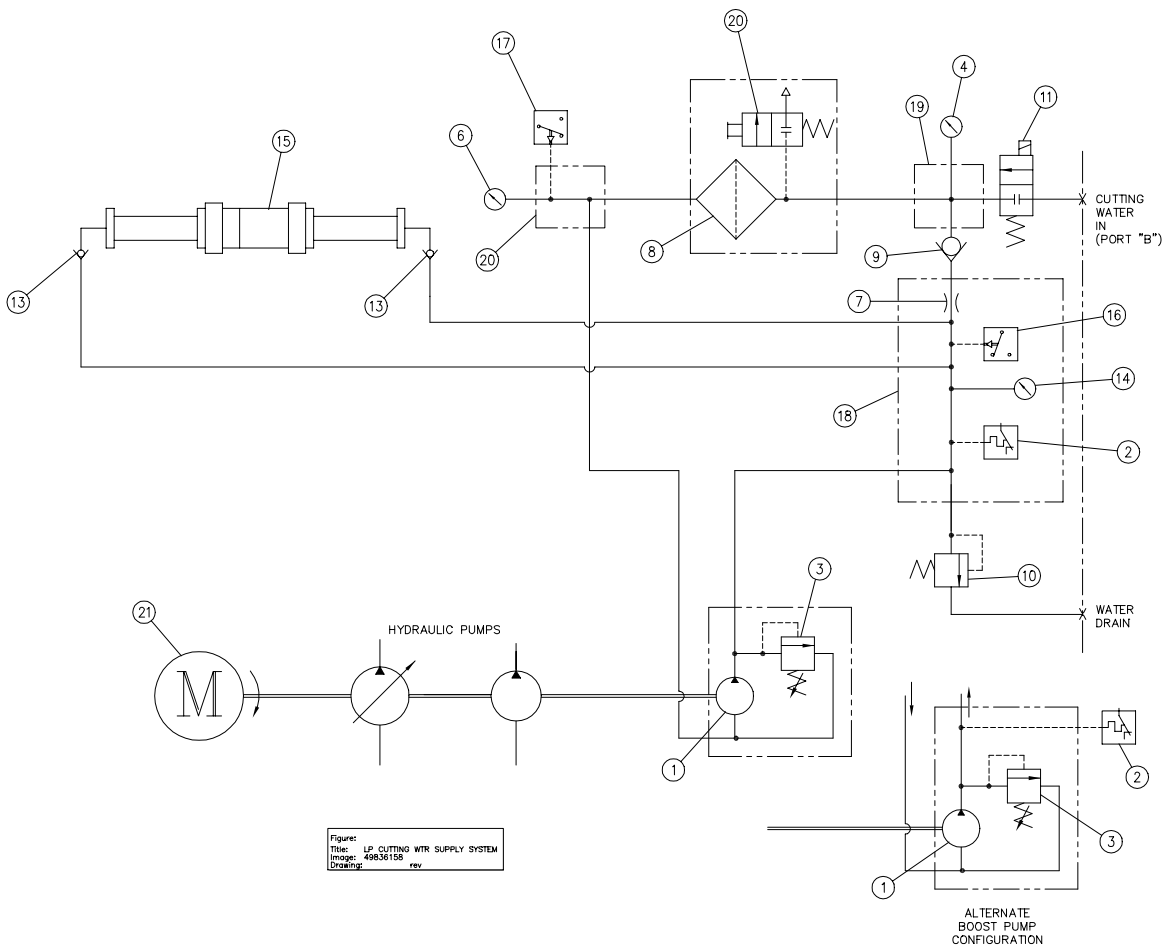 20
17
4
11
19
6
15
CUTTING
WATER
IN
(PORT "B")
8
9
20
13
13
7
16
14
18
2
10
3
WATER
DRAIN
21
HYDRAULIC PUMPS
M
1
2
3
1
Figure:
Title: LP CUTTING WTR SUPPLY SYSTEM
Image: 49836158
Drawing: rev
ALTERNATE
BOOST PUMP
CONFIGURATION